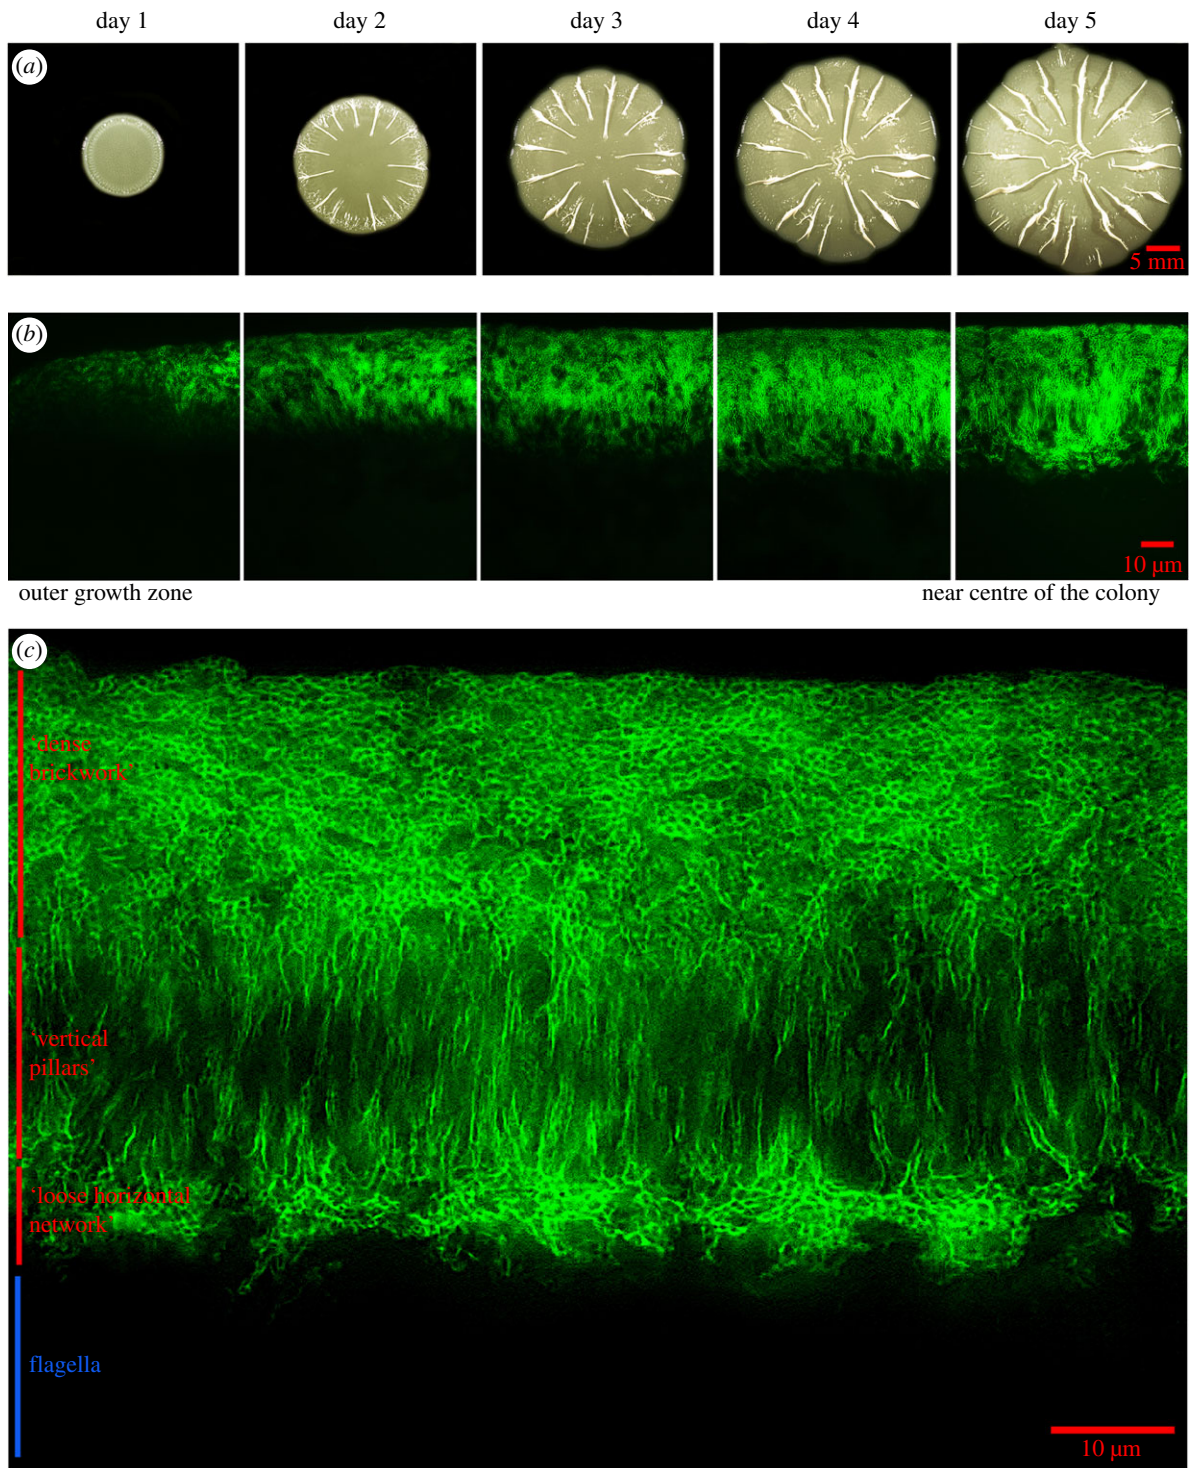 day 1 day 2 day 3 day 4 day 5
(a)
5 mm
(b)
10 µm
outer growth zone near centre of the colony
(c)
‘dense
brickwork’
‘vertical
pillars’
‘loose horizontal
network’
flagella
10 µm